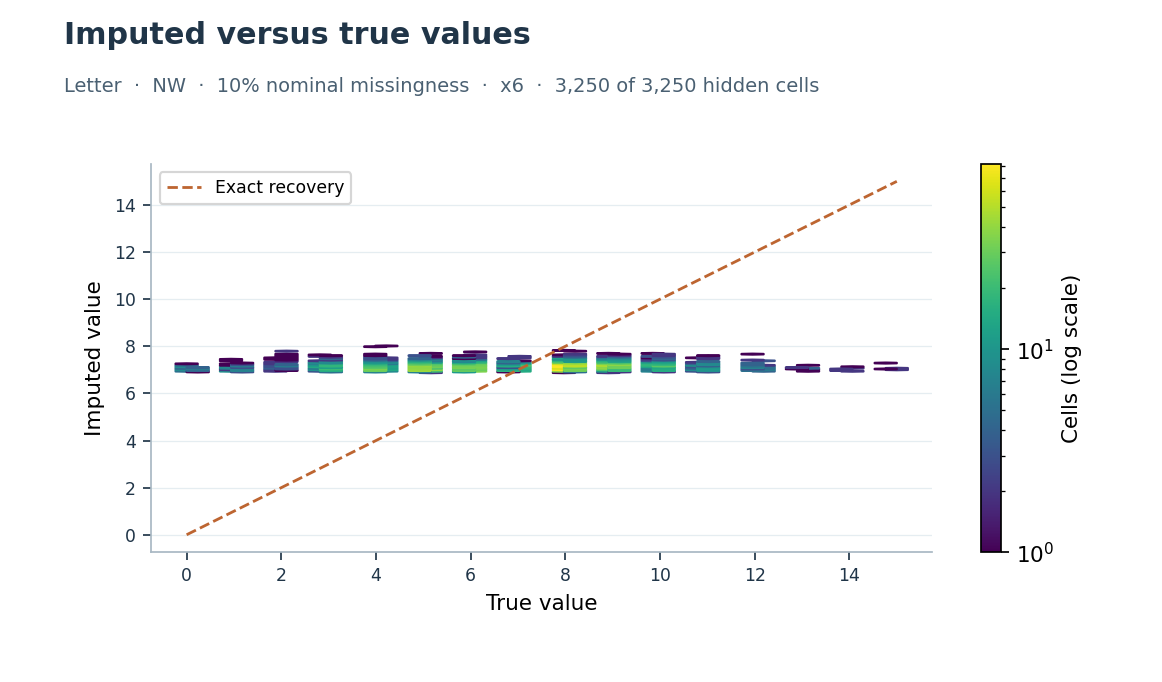 Imputed versus true values
Letter · NW · 10% nominal missingness · x6 · 3,250 of 3,250 hidden cells
Exact recovery
14
12
10
8
6
4
2
0
Imputed value
0 2 4 6 8 10 12 14
True value
10^1
10^0
Cells (log scale)